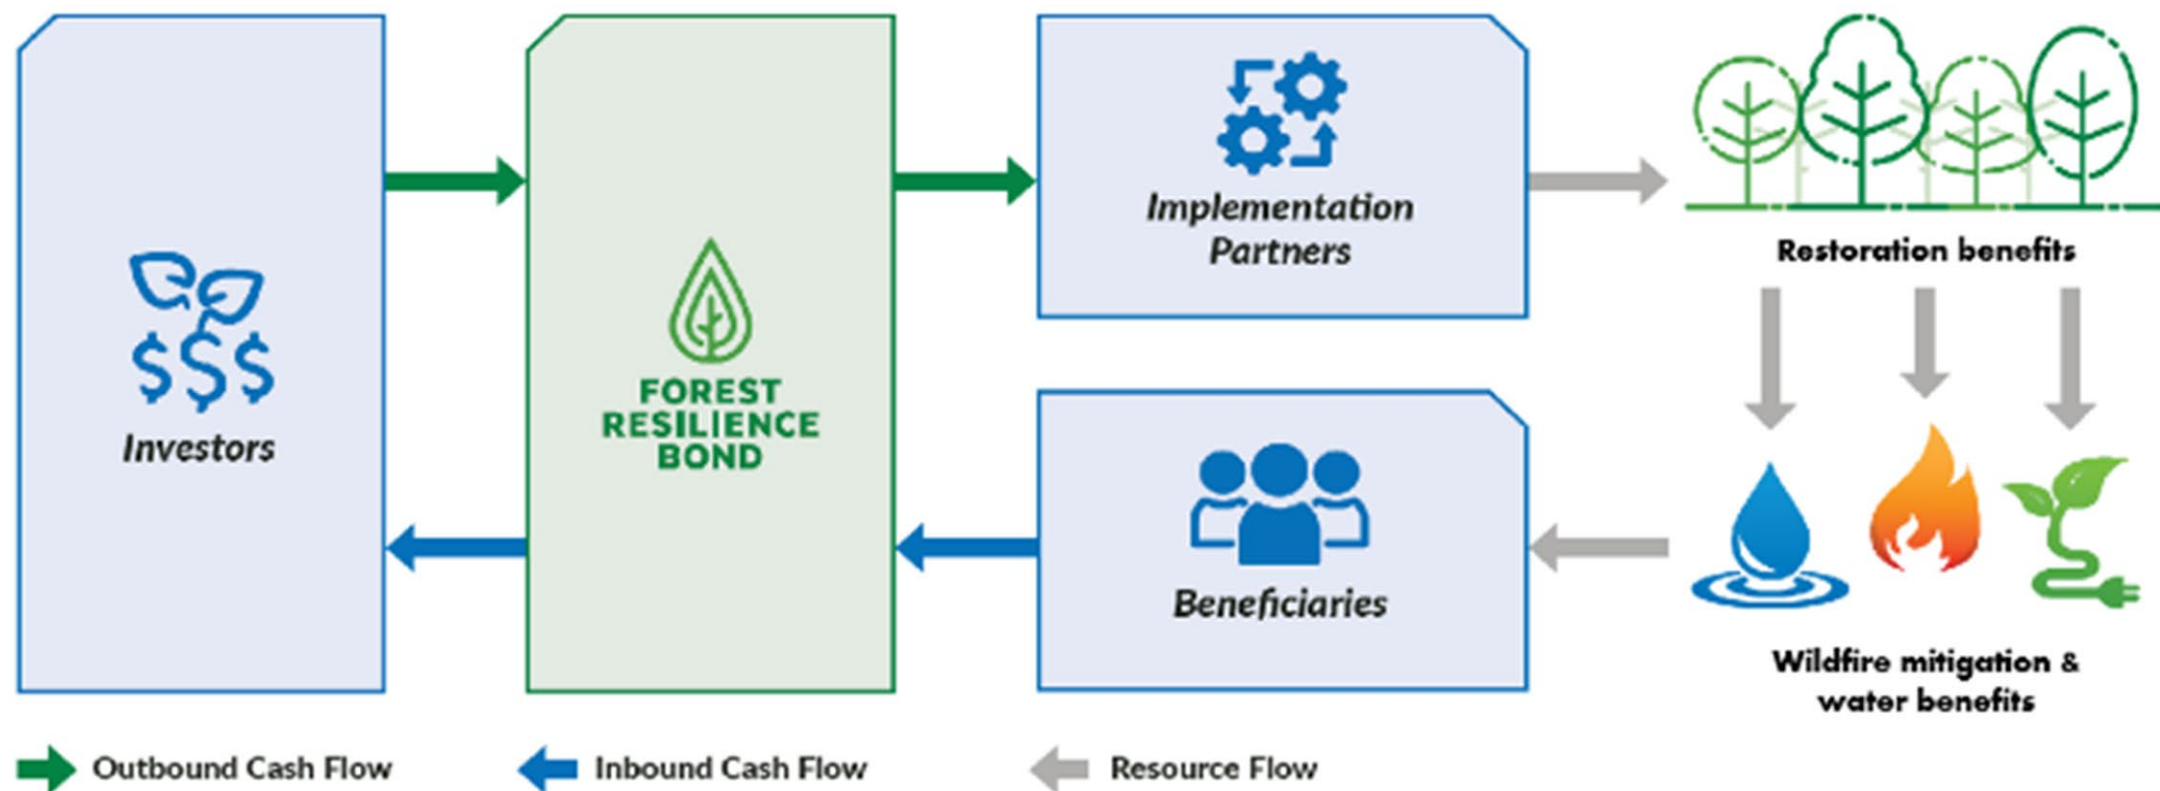 Investors
FOREST
RESILIENCE
BOND
Implementation
Partners
Beneficiaries
Restoration benefits
Wildfire mitigation &
water benefits
Outbound Cash Flow
Inbound Cash Flow
Resource Flow